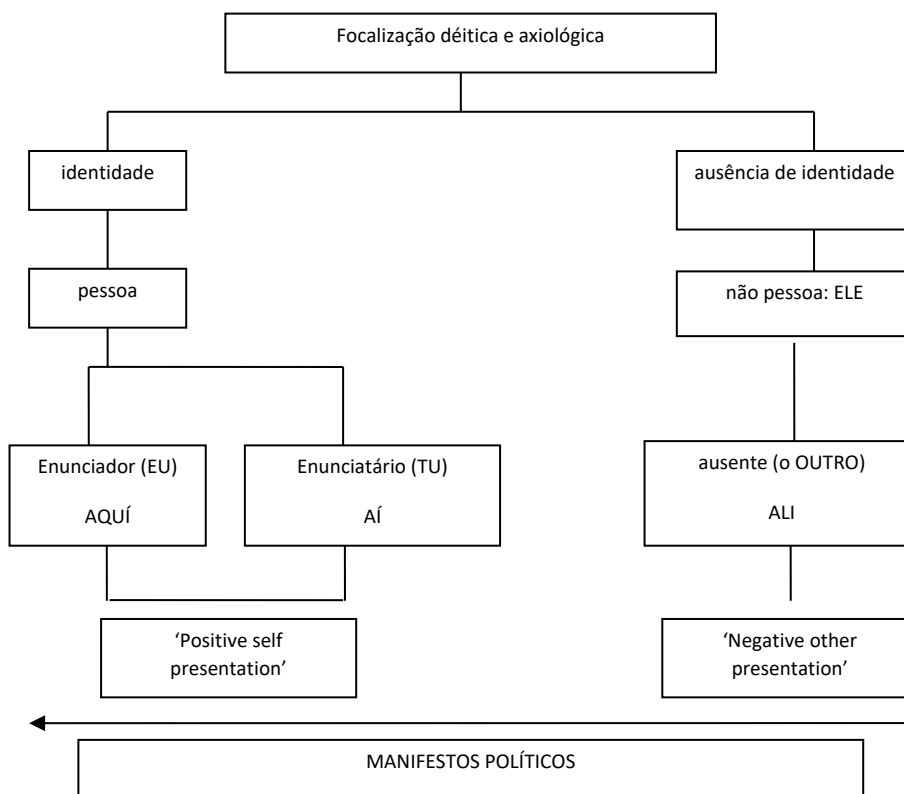 Focalização déitica e axiológica
identidade
ausência de identidade
pessoa
não pessoa: ELE
Enunciador (EU)
AQUÍ
Enunciatário (TU)
AÍ
ausente (o OUTRO)
ALI
‘Positive self
presentation’
‘Negative other
presentation’
MANIFESTOS POLÍTICOS